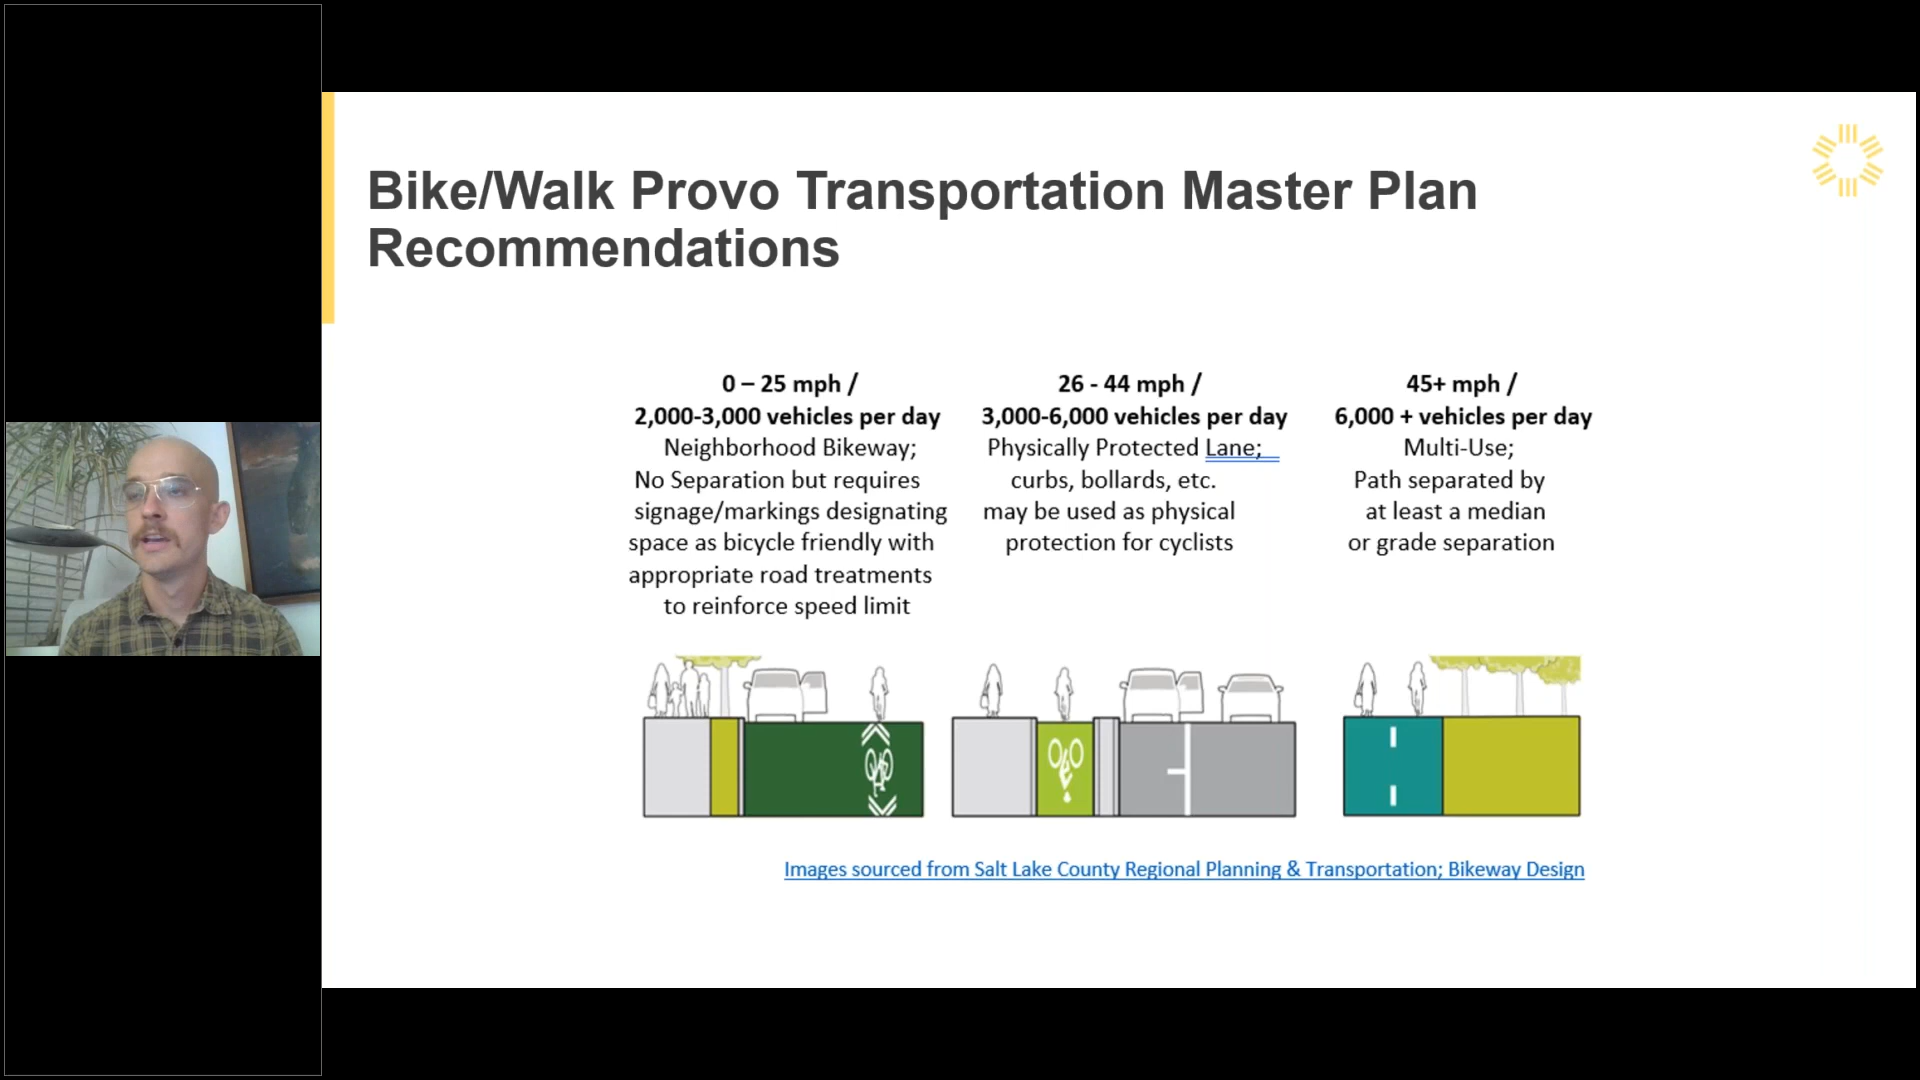 Bike/Walk Provo Transportation Master Plan
Recommendations
0 – 25 mph /
2,000-3,000 vehicles per day
Neighborhood Bikeway;
No Separation but requires
signage/markings designating
space as bicycle friendly with
appropriate road treatments
to reinforce speed limit
26 - 44 mph /
3,000-6,000 vehicles per day
Physically Protected Lane;
curbs, bollards, etc.
may be used as physical
protection for cyclists
45+ mph /
6,000 + vehicles per day
Multi-Use;
Path separated by
at least a median
or grade separation
Images sourced from Salt Lake County Regional Planning & Transportation; Bikeway Design